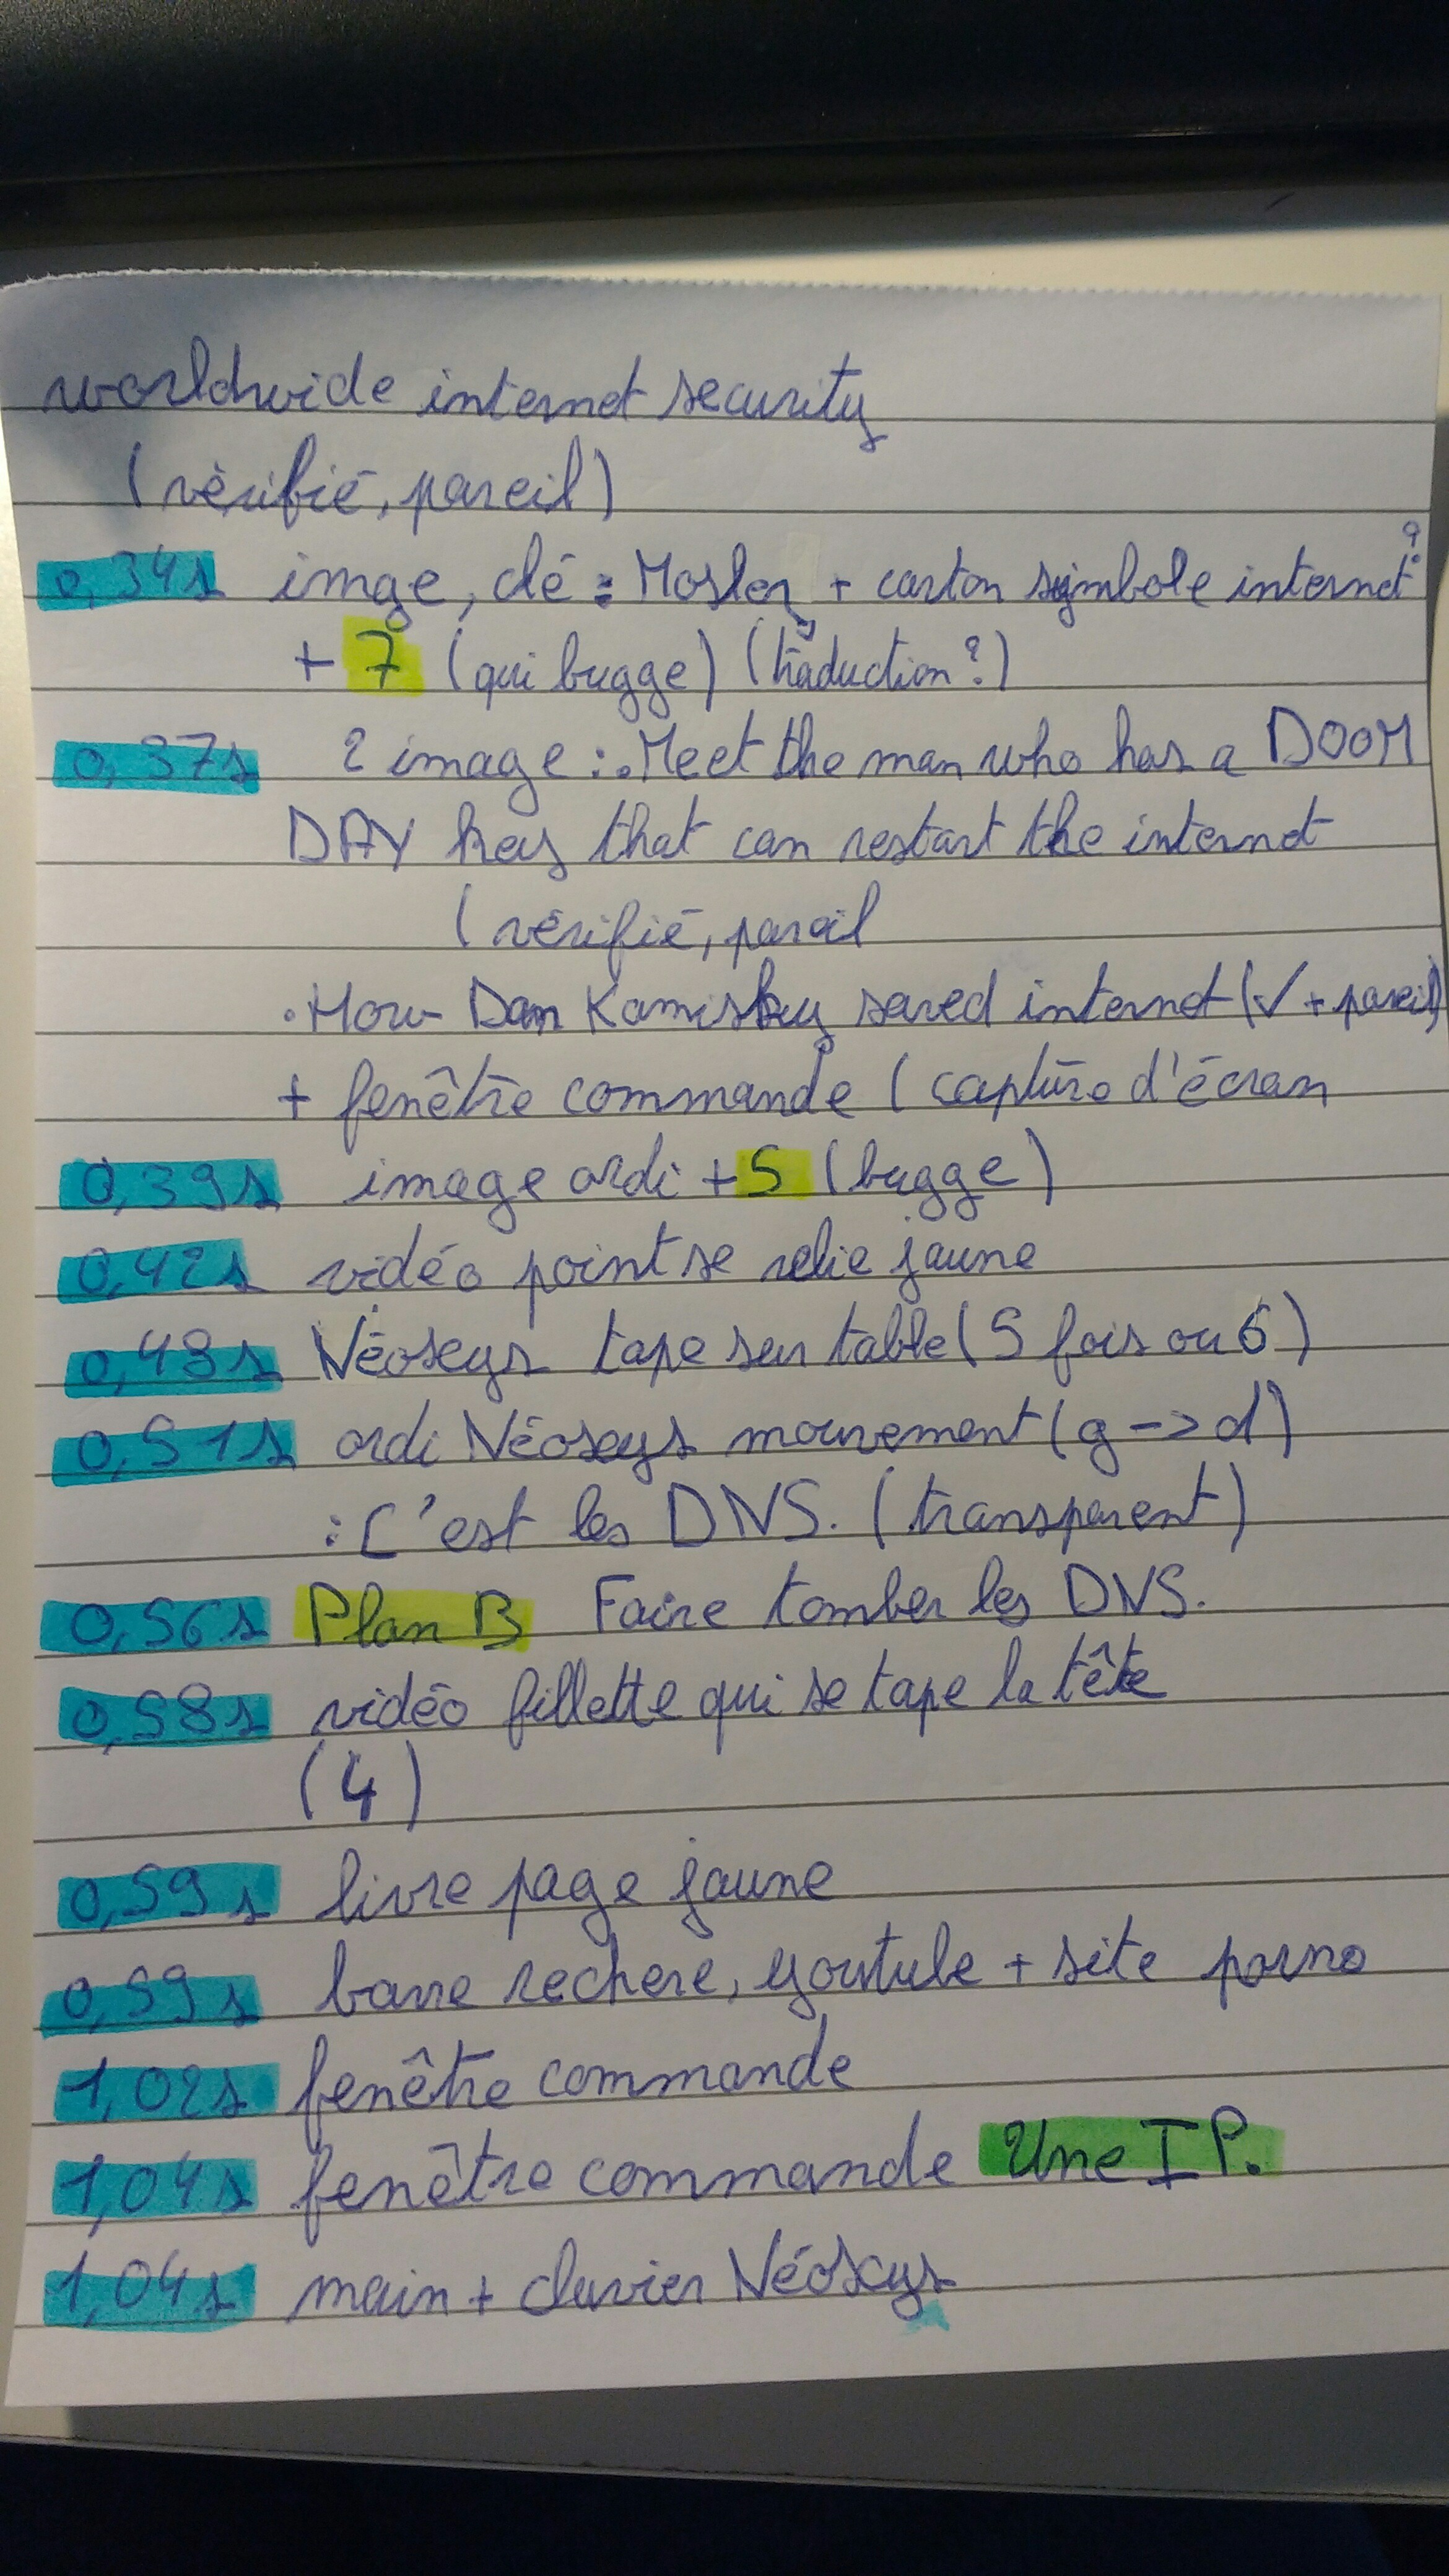 worldwide internet security
(vérifié, pareil)
0,34s image, clé : Mosler + carton symbole internet ?
+ 7 (qui bugge) (traduction ?)
0,37s 2 image : . Meet the man who has a DOOM
DAY key that can restart the internet
(vérifié, pareil
. How Dan Kaminsky saved internet (✓ + pareil)
+ fenêtre commande (capture d'écran
0,39s image ordi + 5 (bugge)
0,42s vidéo point se relie jaune
0,48s Néoxys tape sur table (5 fois ou 6)
0,51s ordi Néoxys mouvement (g -> d)
: C'est les DNS. (transparent)
0,56s Plan B Faire tomber les DNS.
0,58s vidéo fillette qui se tape la tête
(4)
0,59s livre page jaune
0,59s barre rechere, youtube + site porno
1,02s fenêtre commande
1,04s fenêtre commande Une IP.
1,04s main + clavier Néoxys